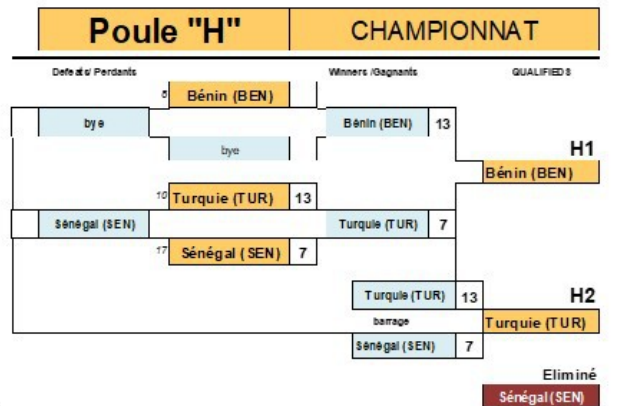 Poule "H" CHAMPIONNAT
Defeats/ Perdants Winners /Gagnants QUALIFIEDS
Bénin (BEN)
bye Bénin (BEN) 13
bye H1
Bénin (BEN)
10 Turquie (TUR) 13
Sénégal (SEN) Turquie (TUR) 7
17 Sénégal (SEN) 7
Turquie (TUR) 13 H2
barrage Turquie (TUR)
Sénégal (SEN) 7
Eliminé
Sénégal (SEN)